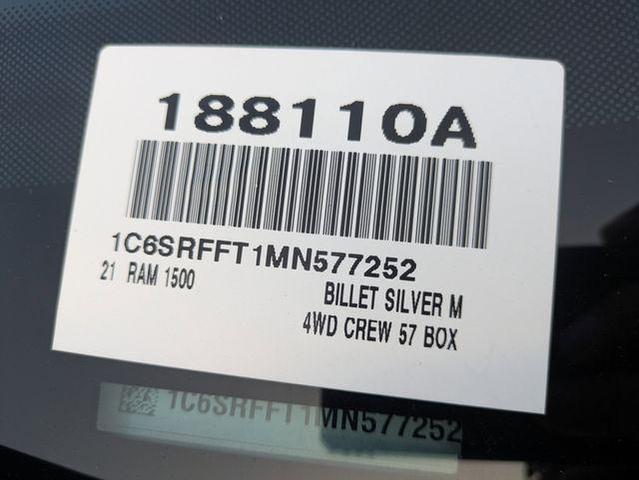 188110A
1C6SRFFT1MN577252
21 RAM 1500
BILLET SILVER M
4WD CREW 57 BOX
1C6SRFFT1MN577252